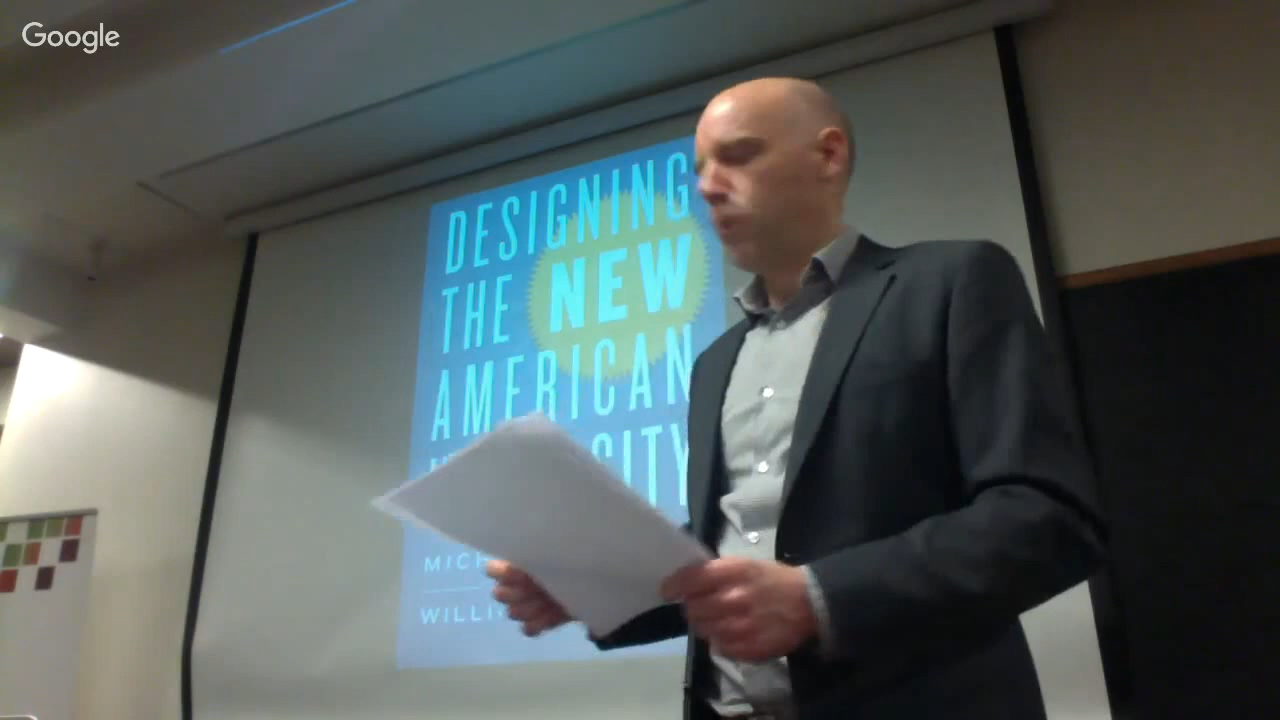 Google
DESIGNING
THE NEW
AMERICAN
CITY
MICH
WILLI